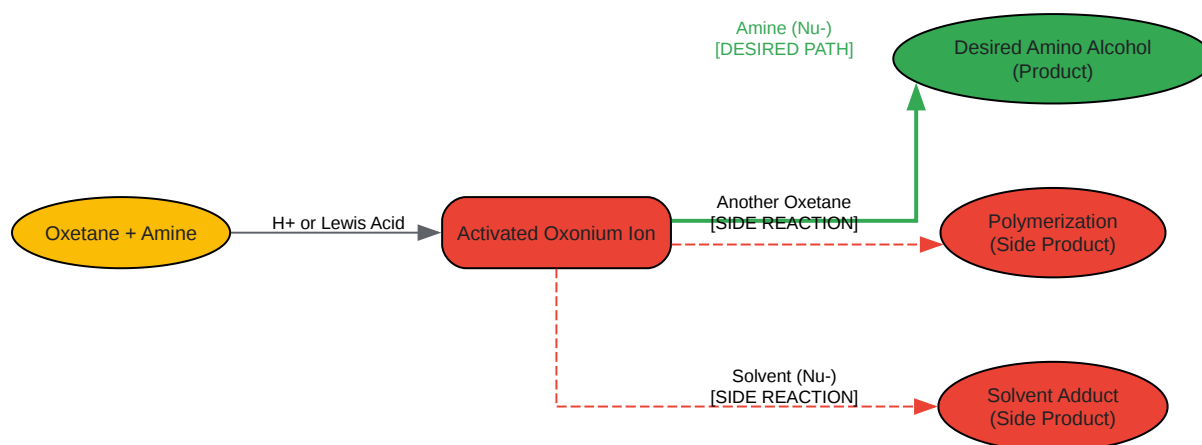 Amine (Nu-)
[DESIRED PATH]
Desired Amino Alcohol
(Product)
Oxetane + Amine
H+ or Lewis Acid
Activated Oxonium Ion
Another Oxetane
[SIDE REACTION]
Polymerization
(Side Product)
Solvent (Nu-)
[SIDE REACTION]
Solvent Adduct
(Side Product)